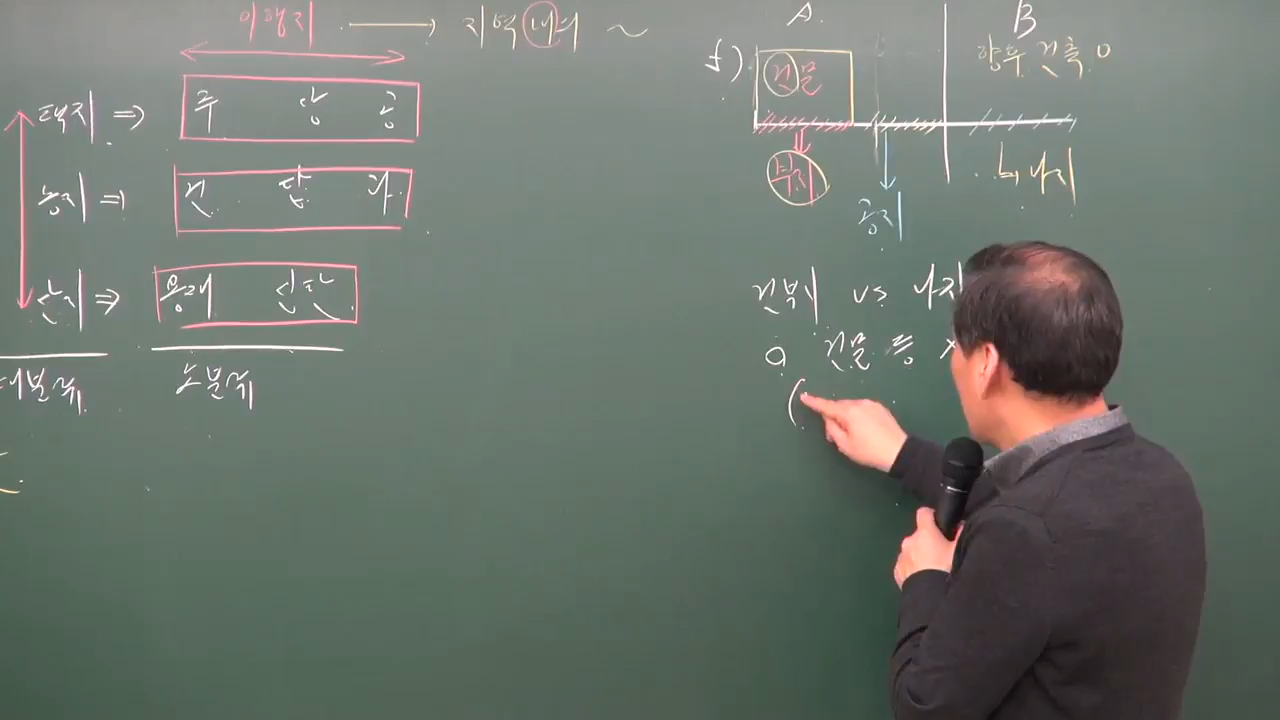 이행지 → 지역 내의 ~
택지 ⇒ 주 상 공
농지 ⇒ 전 답 과
산지 ⇒ 용재 신탄
대분류 소분류
A. B
f) 건물 향후 건축 O
부지 나지
공지
건부지 vs 나지
Q 건물 등 x
(